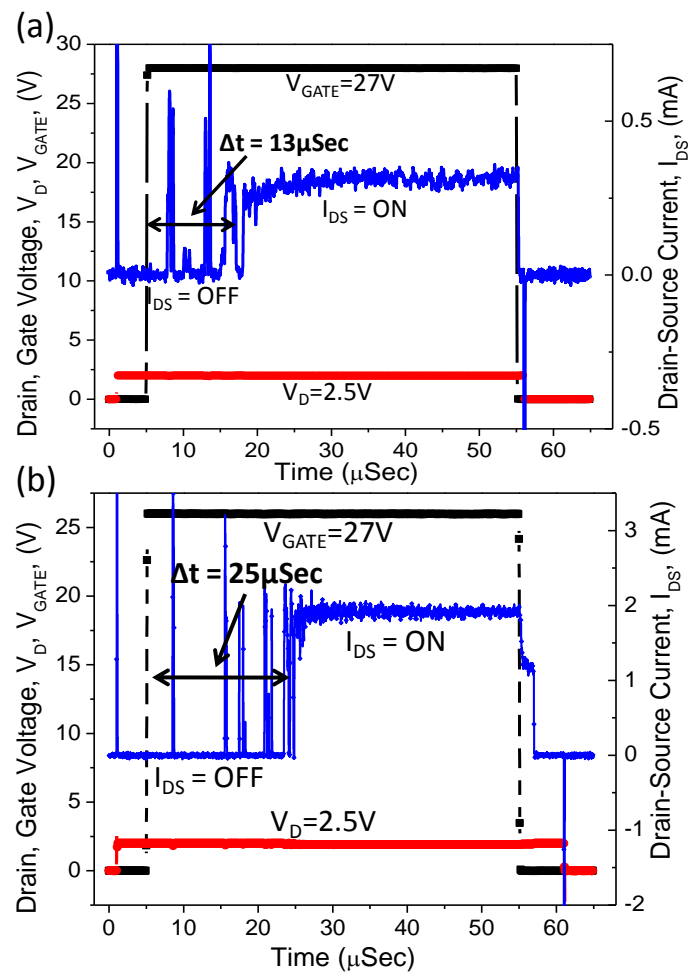 (a)
30
25
20
15
10
5
0
Drain, Gate Voltage, V_D, V_GATE, (V)
V_GATE=27V
Δt = 13μSec
I_DS = ON
I_DS = OFF
V_D=2.5V
0.5
0.0
-0.5
Drain-Source Current, I_DS, (mA)
0 10 20 30 40 50 60
Time (μSec)
(b)
25
20
15
10
5
0
Drain, Gate Voltage, V_D, V_GATE, (V)
V_GATE=27V
Δt = 25μSec
I_DS = ON
I_DS = OFF
V_D=2.5V
3
2
1
0
-1
-2
Drain-Source Current, I_DS, (mA)
0 10 20 30 40 50 60
Time (μSec)